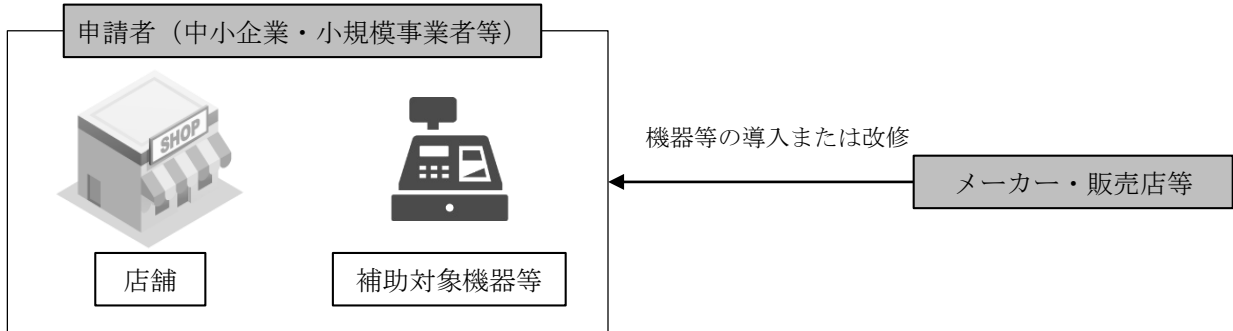 申請者（中小企業・小規模事業者等）
SHOP
機器等の導入または改修
メーカー・販売店等
店舗
補助対象機器等